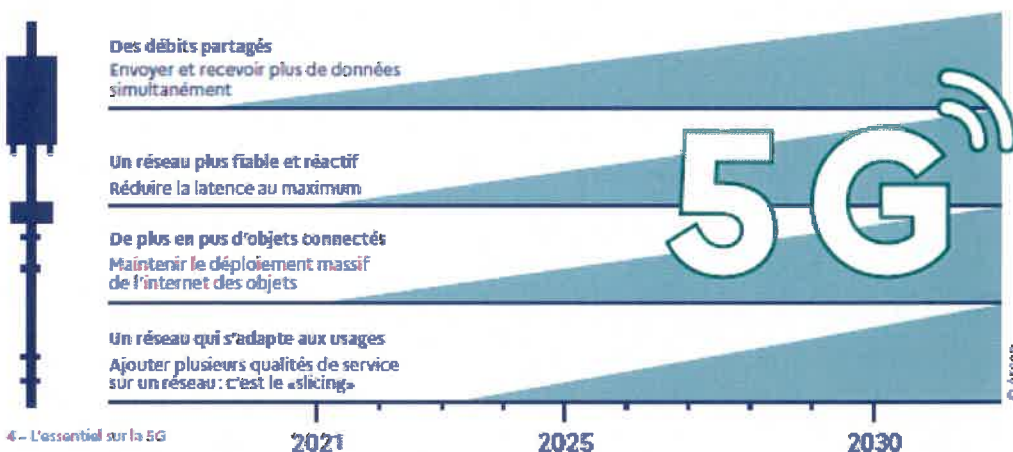 Des débits partagés
Envoyer et recevoir plus de données
simultanément
Un réseau plus fiable et réactif
Réduire la latence au maximum
De plus en pus d'objets connectés
Maintenir le déploiement massif
de l'internet des objets
Un réseau qui s'adapte aux usages
Ajouter plusieurs qualités de service
sur un réseau: c'est le «slicing»
5G
© Arcep
4 – L'essentiel sur la 5G
2021
2025
2030